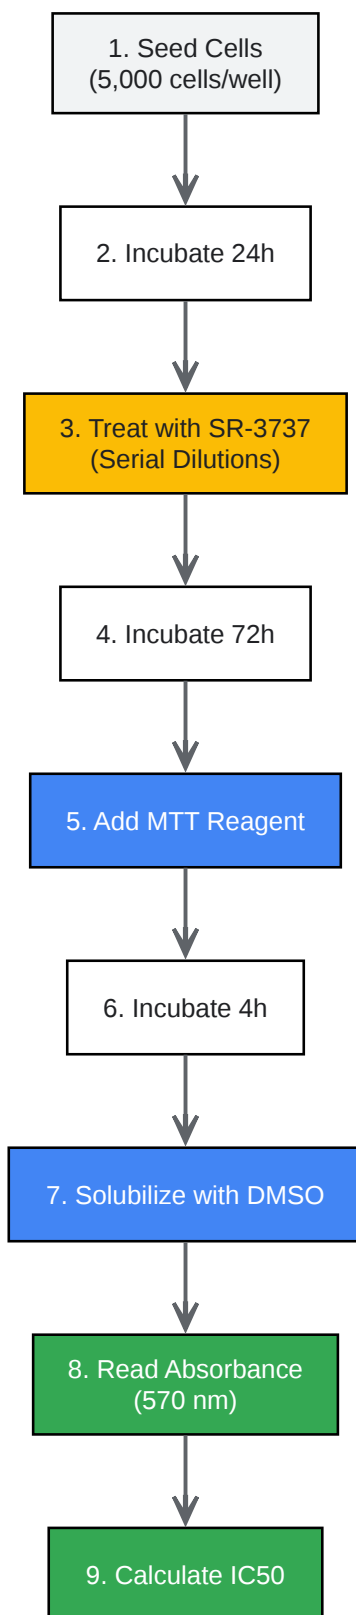 1. Seed Cells
(5,000 cells/well)
2. Incubate 24h
3. Treat with SR-3737
(Serial Dilutions)
4. Incubate 72h
5. Add MTT Reagent
6. Incubate 4h
7. Solubilize with DMSO
8. Read Absorbance
(570 nm)
9. Calculate IC50